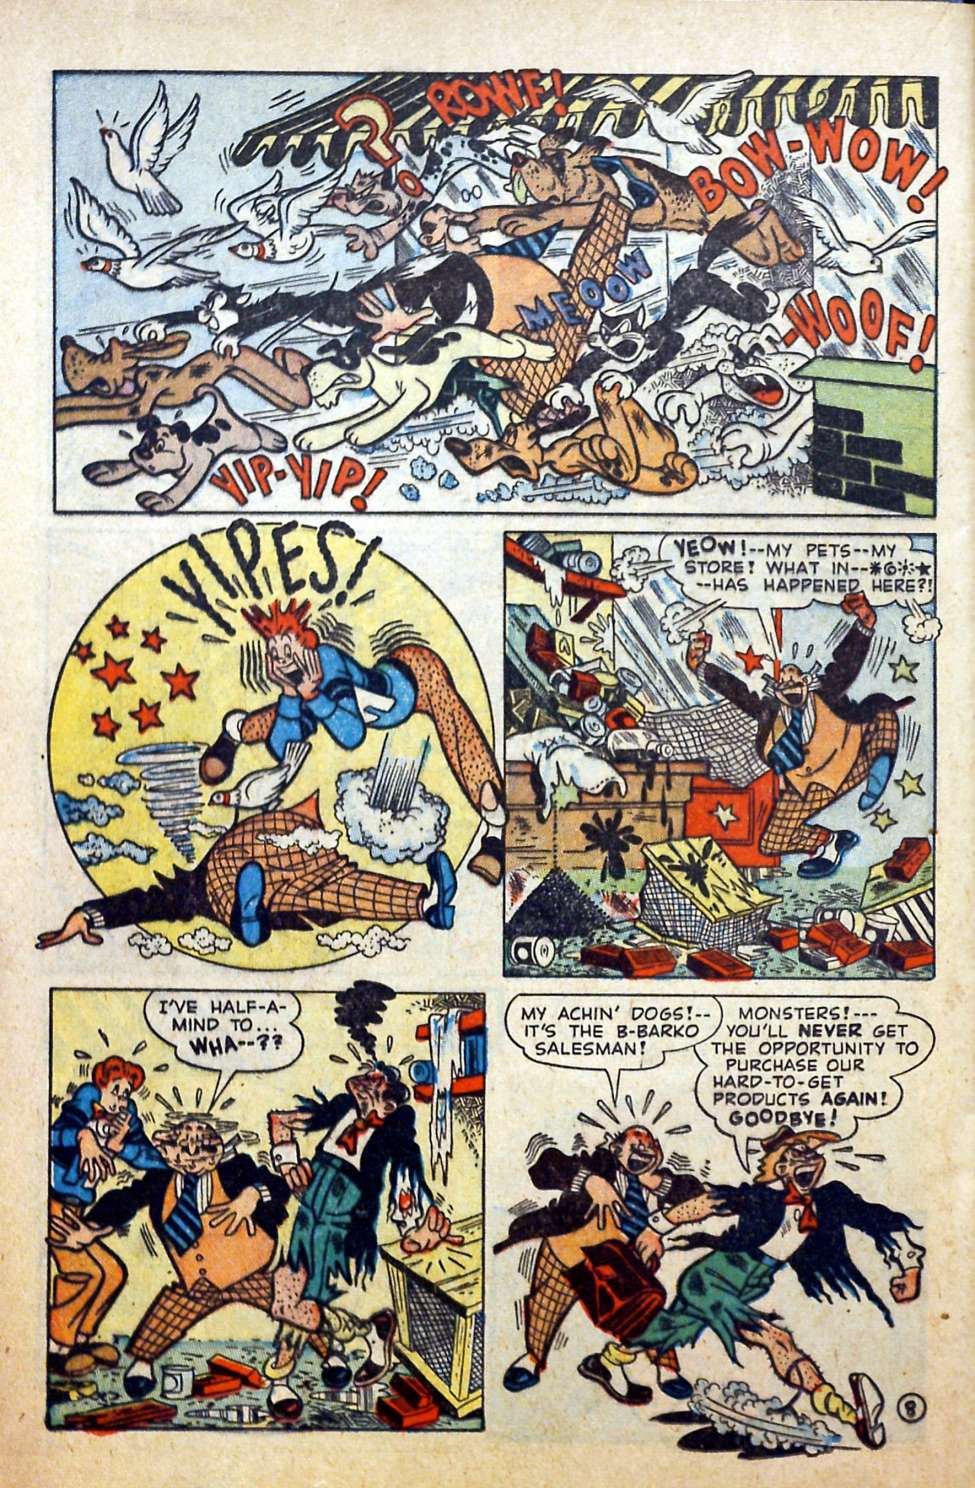 ?
O
ROWF!
BOW-WOW!
MEOOW
-WOOF!
YIP-YIP!
YIPES!
YEOW!--MY PETS--MY
STORE! WHAT IN--*@*★
--HAS HAPPENED HERE?!
I'VE HALF-A-
MIND TO...
WHA--??
MY ACHIN' DOGS!--
IT'S THE B-BARKO
SALESMAN!
MONSTERS!---
YOU'LL NEVER GET
THE OPPORTUNITY TO
PURCHASE OUR
HARD-TO-GET
PRODUCTS AGAIN!
GOODBYE!
8